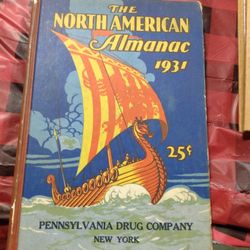 THE
NORTH AMERICAN
Almanac
1931
25¢
PENNSYLVANIA DRUG COMPANY
NEW YORK